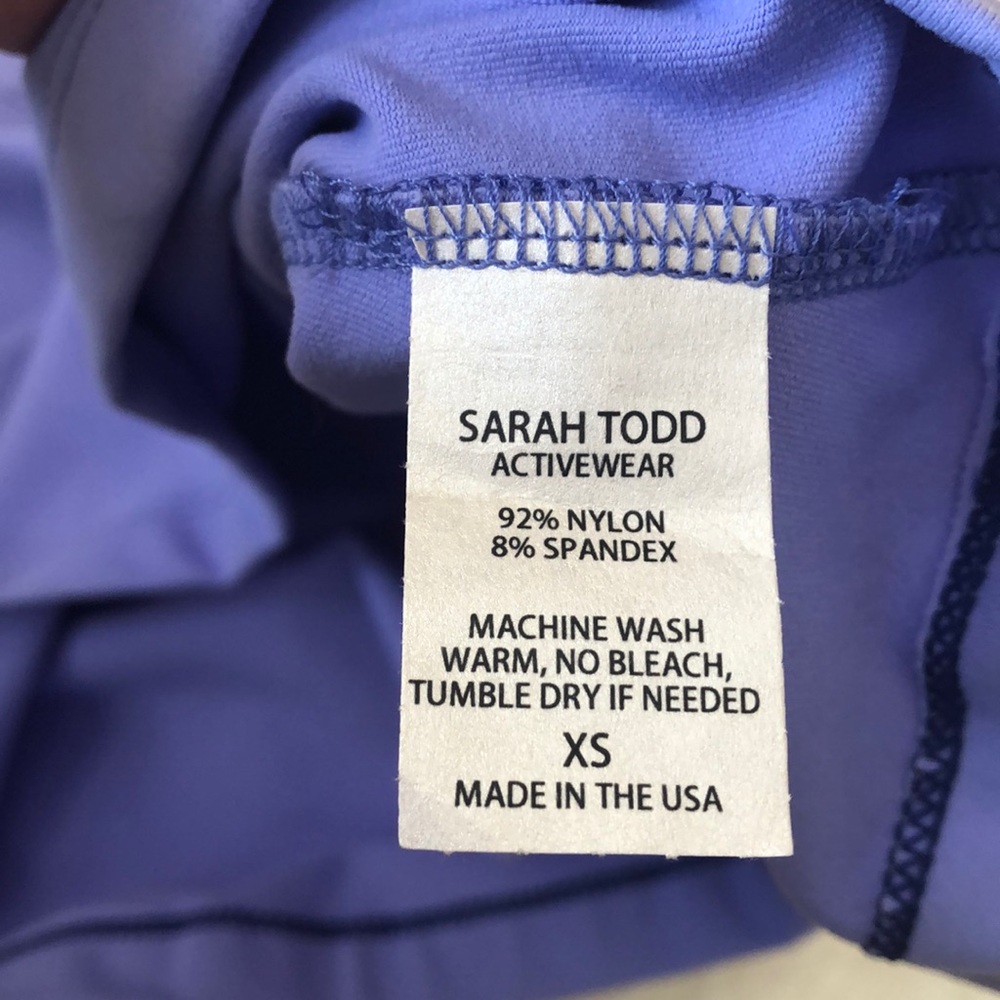 SARAH TODD
ACTIVEWEAR
92% NYLON
8% SPANDEX
MACHINE WASH
WARM, NO BLEACH,
TUMBLE DRY IF NEEDED
XS
MADE IN THE USA